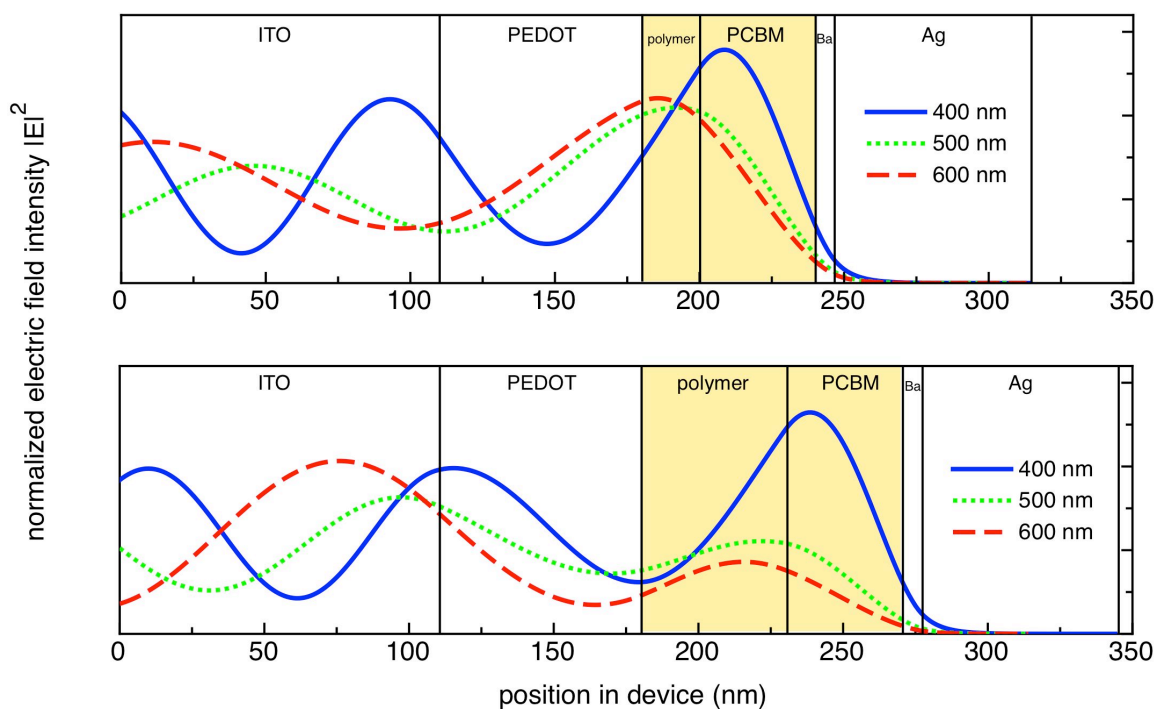 normalized electric field intensity |E|2
ITO PEDOT polymer PCBM Ba Ag
400 nm
500 nm
600 nm
0 50 100 150 200 250 300 350
ITO PEDOT polymer PCBM Ba Ag
400 nm
500 nm
600 nm
0 50 100 150 200 250 300 350
position in device (nm)